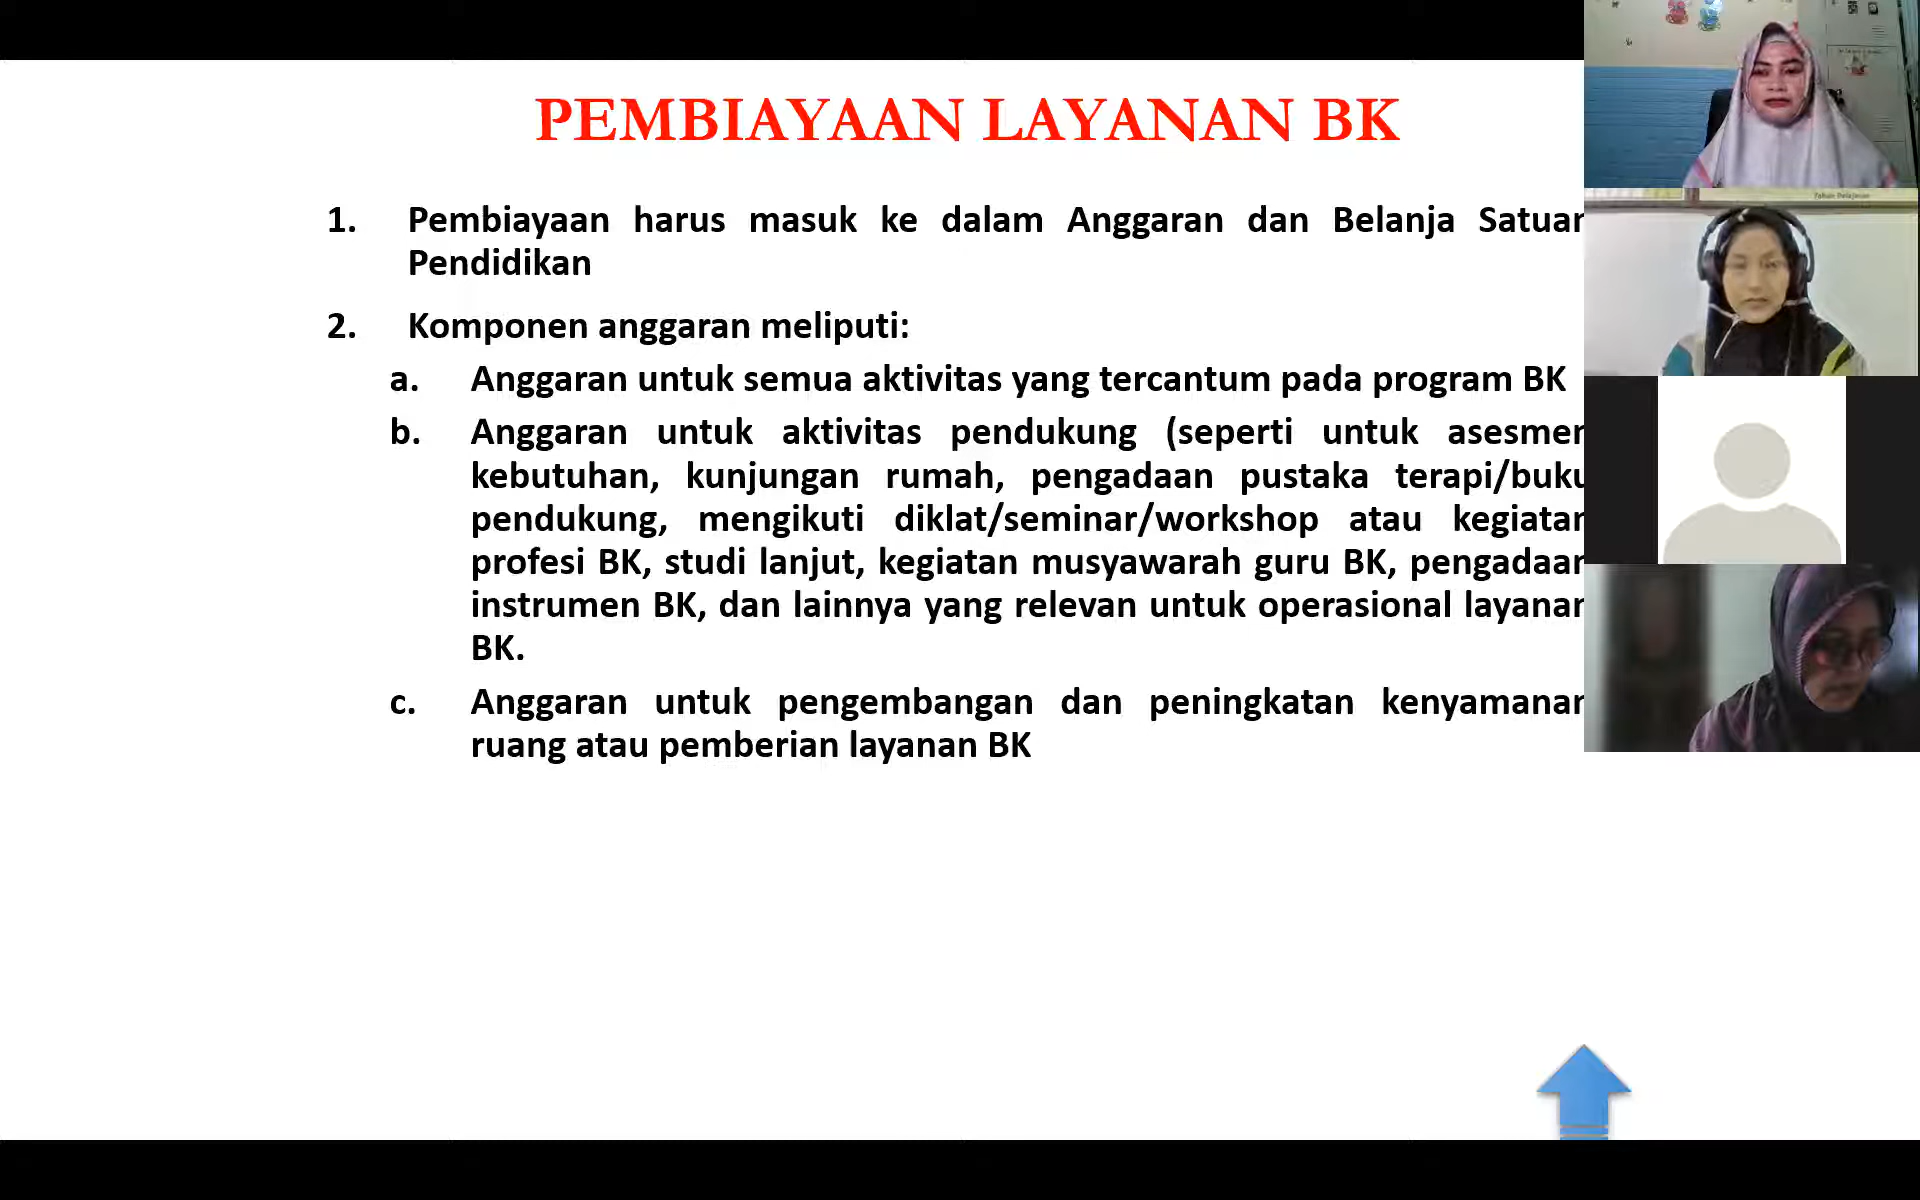 PEMBIAYAAN LAYANAN BK
1. Pembiayaan harus masuk ke dalam Anggaran dan Belanja Satuan
Pendidikan
2. Komponen anggaran meliputi:
a. Anggaran untuk semua aktivitas yang tercantum pada program BK
b. Anggaran untuk aktivitas pendukung (seperti untuk asesmen
kebutuhan, kunjungan rumah, pengadaan pustaka terapi/buku
pendukung, mengikuti diklat/seminar/workshop atau kegiatan
profesi BK, studi lanjut, kegiatan musyawarah guru BK, pengadaan
instrumen BK, dan lainnya yang relevan untuk operasional layanan
BK.
c. Anggaran untuk pengembangan dan peningkatan kenyamanan
ruang atau pemberian layanan BK
Tahun Pelajaran